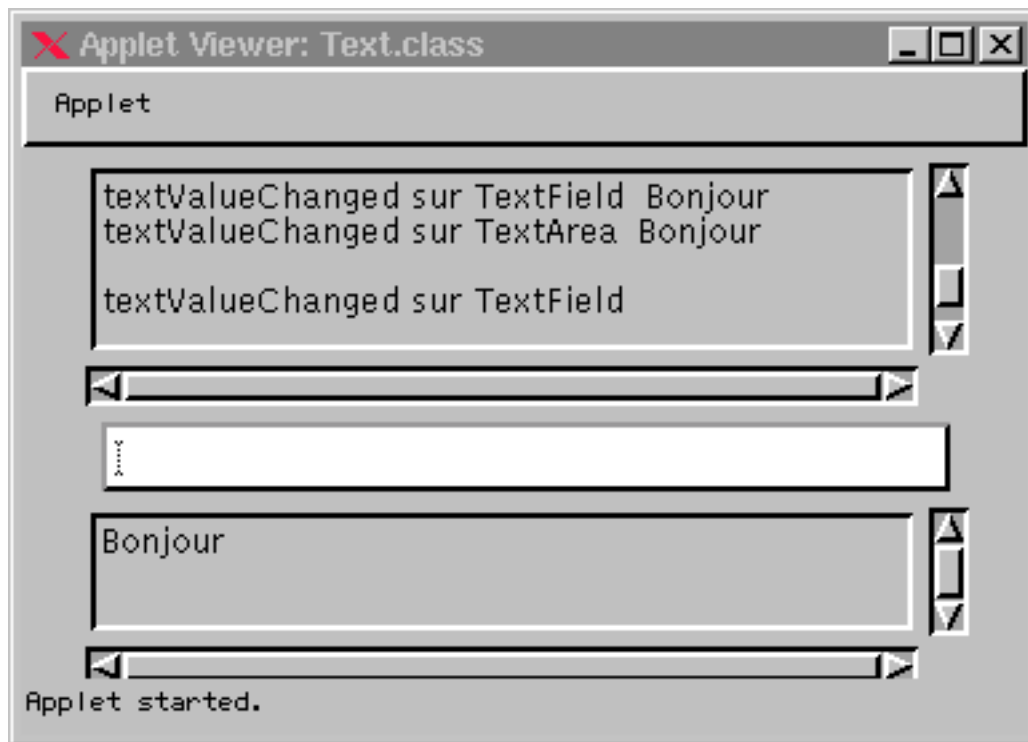 Applet Viewer: Text.class
Applet
textValueChanged sur TextField Bonjour
textValueChanged sur TextArea Bonjour
textValueChanged sur TextField
Bonjour
Applet started.